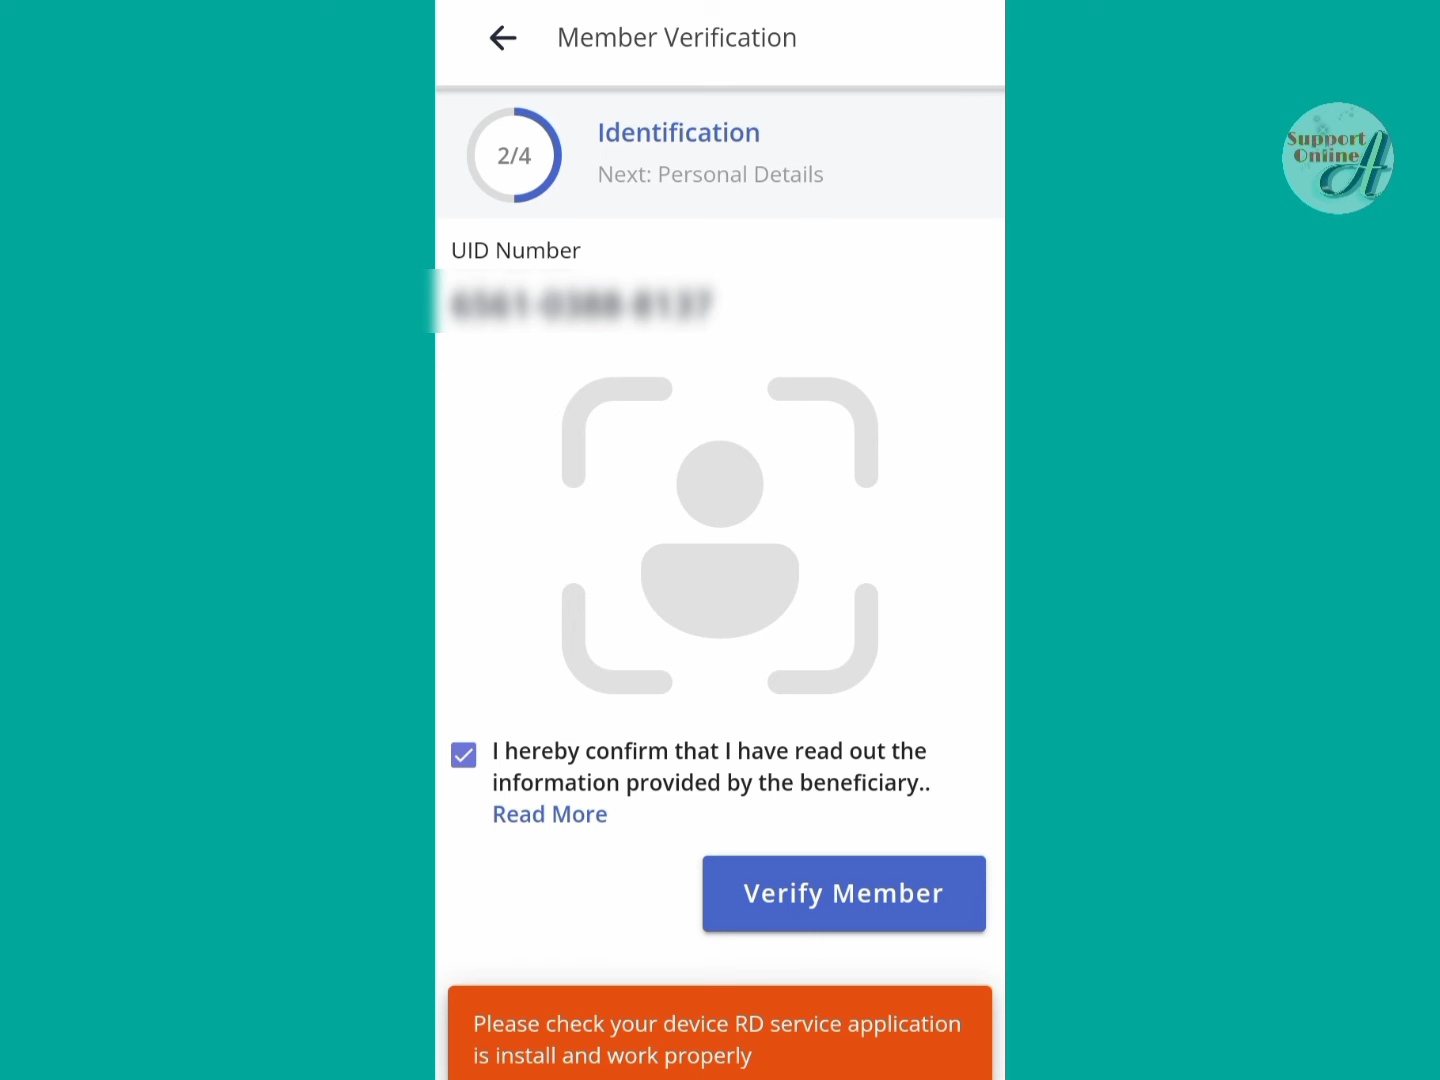 Member Verification
2/4
Identification
Next: Personal Details
Support
Online
A
UID Number
I hereby confirm that I have read out the
information provided by the beneficiary..
Read More
Verify Member
Please check your device RD service application
is install and work properly